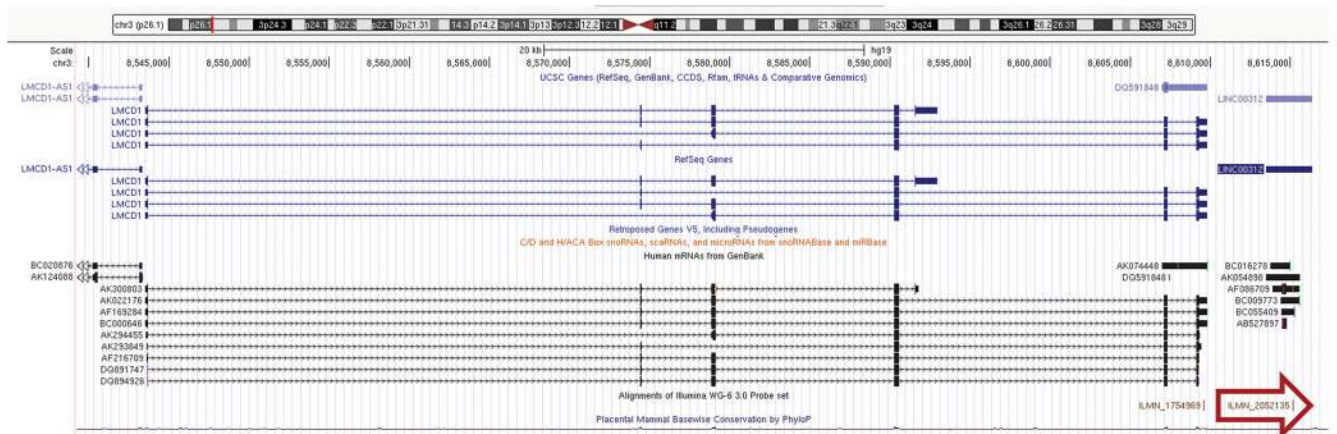 chr3 (p26.1) p26.1 3p24.3 p24.1 p22.3 p22.1 3p21.31 14.3 p14.2 3p14.1 3p13 3p12.3 12.2 12.1 q11.2 21.3 q22.1 3q23 3q24 3q26.1 26.2 26.31 3q28 3q29
Scale 20 kb hg19
chr3: 8,545,000 8,550,000 8,555,000 8,560,000 8,565,000 8,570,000 8,575,000 8,580,000 8,585,000 8,590,000 8,595,000 8,600,000 8,605,000 8,610,000 8,615,000
UCSC Genes (RefSeq, GenBank, CCDS, Rfam, tRNAs & Comparative Genomics)
LMCD1-AS1 DQ591848
LMCD1-AS1 LINC00312
LMCD1
LMCD1
LMCD1
LMCD1
RefSeq Genes
LMCD1-AS1 LINC00312
LMCD1
LMCD1
LMCD1
LMCD1
Retroposed Genes V5, Including Pseudogenes
C/D and H/ACA Box snoRNAs, scaRNAs, and microRNAs from snoRNABase and miRBase
Human mRNAs from GenBank
BC020876 AK074448 BC016278
AK124088 DQ591848 AK054898
AK300803 AF086709
AK022176 BC009773
AF169284 BC055409
BC000646 AB527897
AK294455
AK293849
AF216709
DQ891747
DQ894926
Alignments of Illumina WG-6 3.0 Probe set
ILMN_1754969 ILMN_2052135
Placental Mammal Basewise Conservation by PhyloP